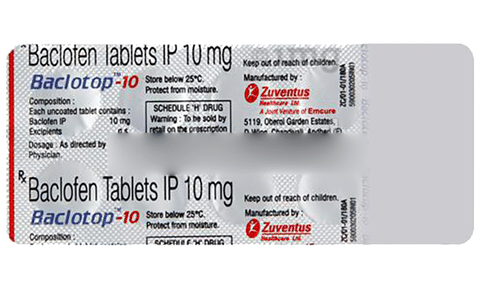 Baclofen Tablets IP 10 mg
Baclotop™-10
Store below 25°C.
Protect from moisture.
Composition :
Each uncoated tablet contains :
Baclofen IP 10 mg
Excipients
Dosage : As directed by
Physician.
SCHEDULE 'H' DRUG
Warning : To be sold by
retail on the prescription
Keep out of reach of children.
Manufactured by :
Zuventus
Healthcare Ltd.
A Joint Venture of Emcure
5119, Oberoi Garden Estates,
Rx
Baclofen Tablets IP 10 mg
Baclotop™-10
Store below 25°C.
Protect from moisture.
Composition :
SCHEDULE 'H' DRUG
Keep out of reach of children.
Manufactured by :
Zuventus
Healthcare Ltd.